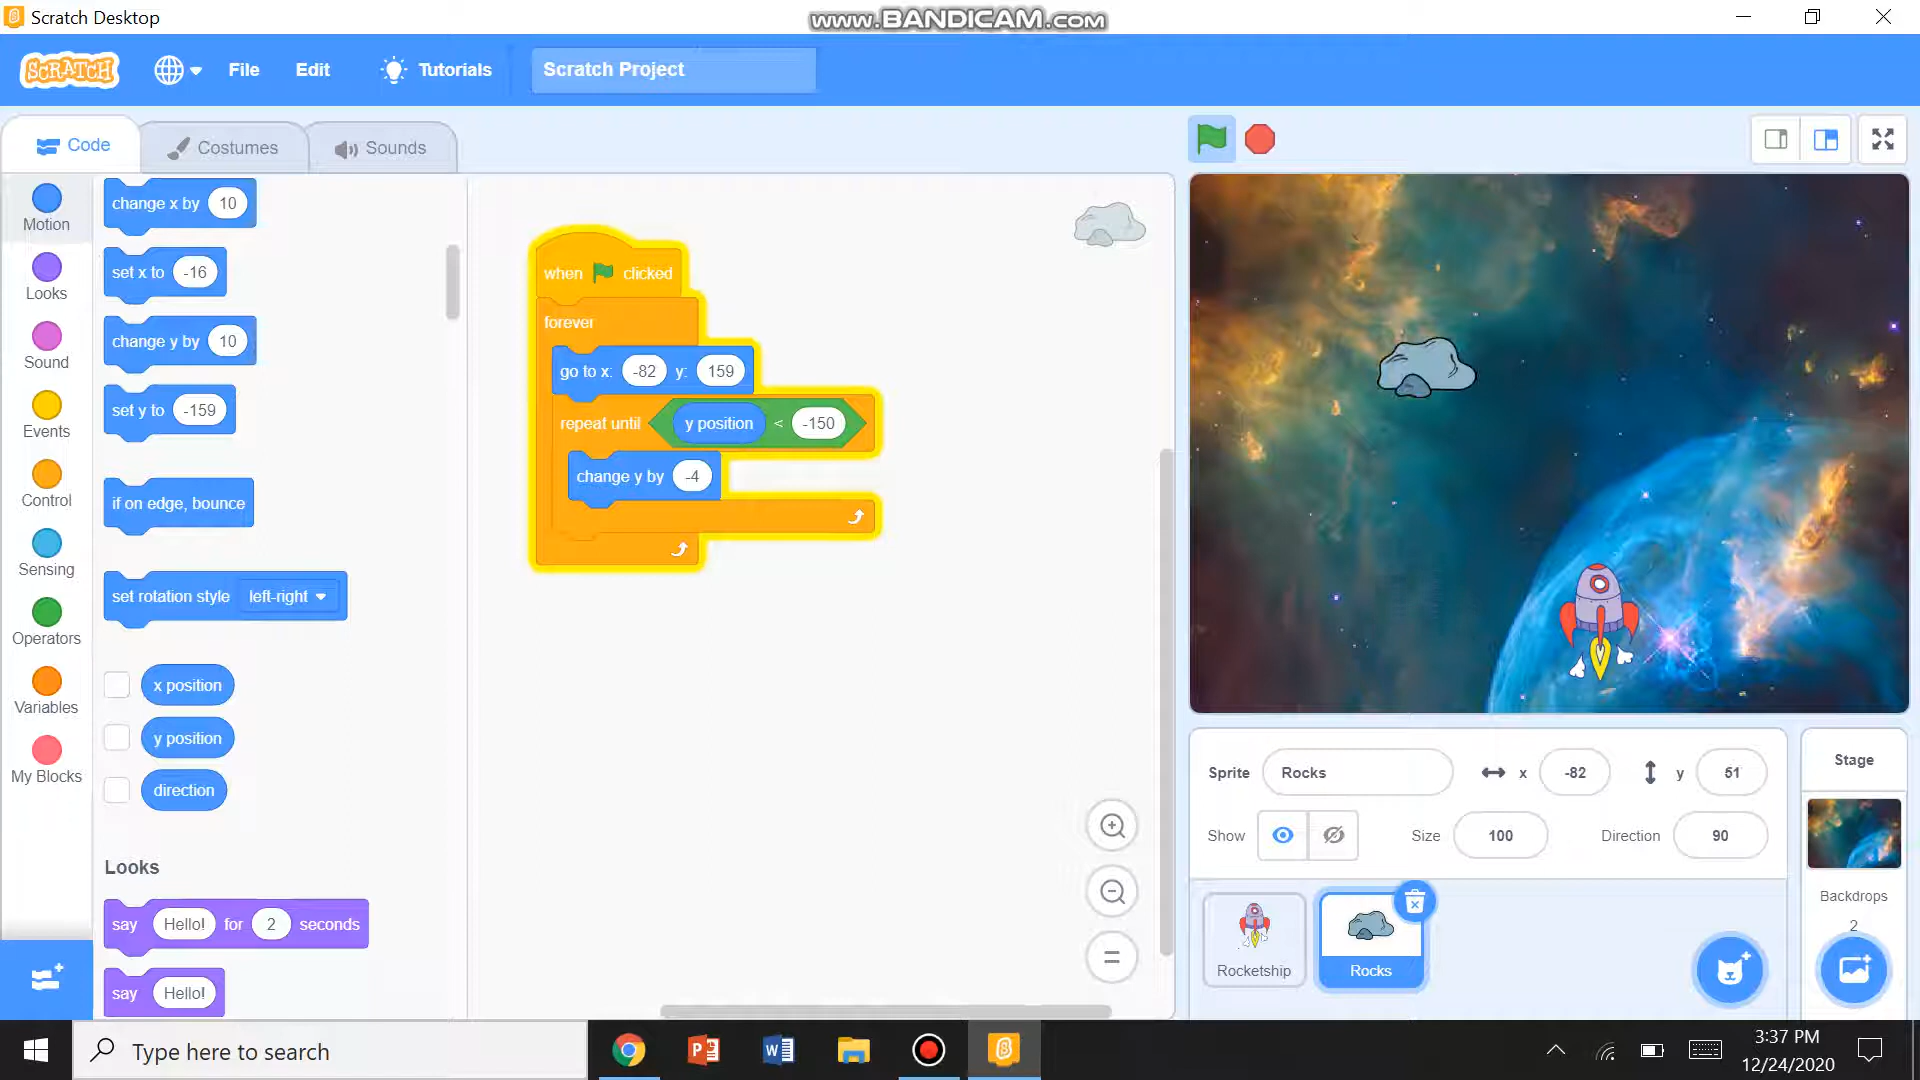 Scratch Desktop
www.BANDICAM.com
SCRATCH
File
Edit
Tutorials
Scratch Project
Code
Costumes
Sounds
Motion
Looks
Sound
Events
Control
Sensing
Operators
Variables
My Blocks
change x by 10
set x to -16
change y by 10
set y to -159
if on edge, bounce
set rotation style left-right
x position
y position
direction
Looks
say Hello! for 2 seconds
say Hello!
when clicked
forever
go to x: -82 y: 159
repeat until y position < -150
change y by -4
Sprite Rocks x -82 y 51
Show Size 100 Direction 90
Rocketship
Rocks
Stage
Backdrops
2
Type here to search
3:37 PM
12/24/2020